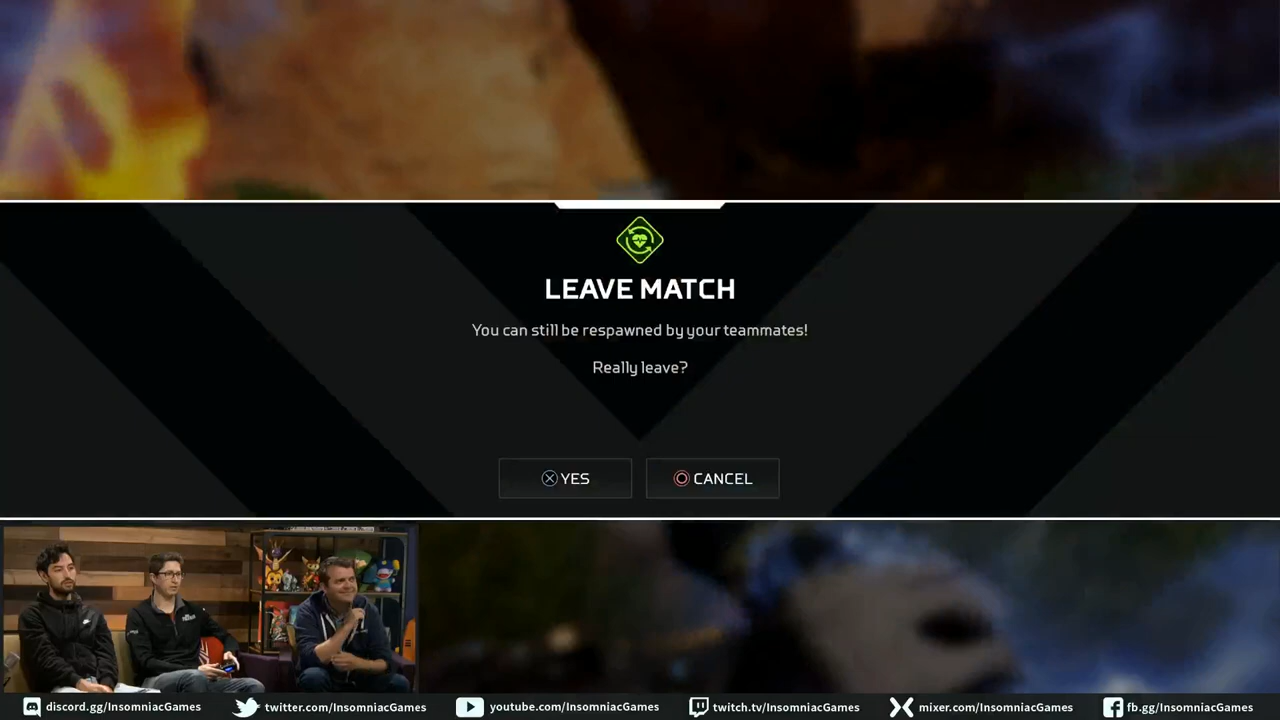 LEAVE MATCH
You can still be respawned by your teammates!
Really leave?
YES
CANCEL
discord.gg/InsomniacGames
twitter.com/InsomniacGames
youtube.com/InsomniacGames
twitch.tv/InsomniacGames
mixer.com/InsomniacGames
fb.gg/InsomniacGames